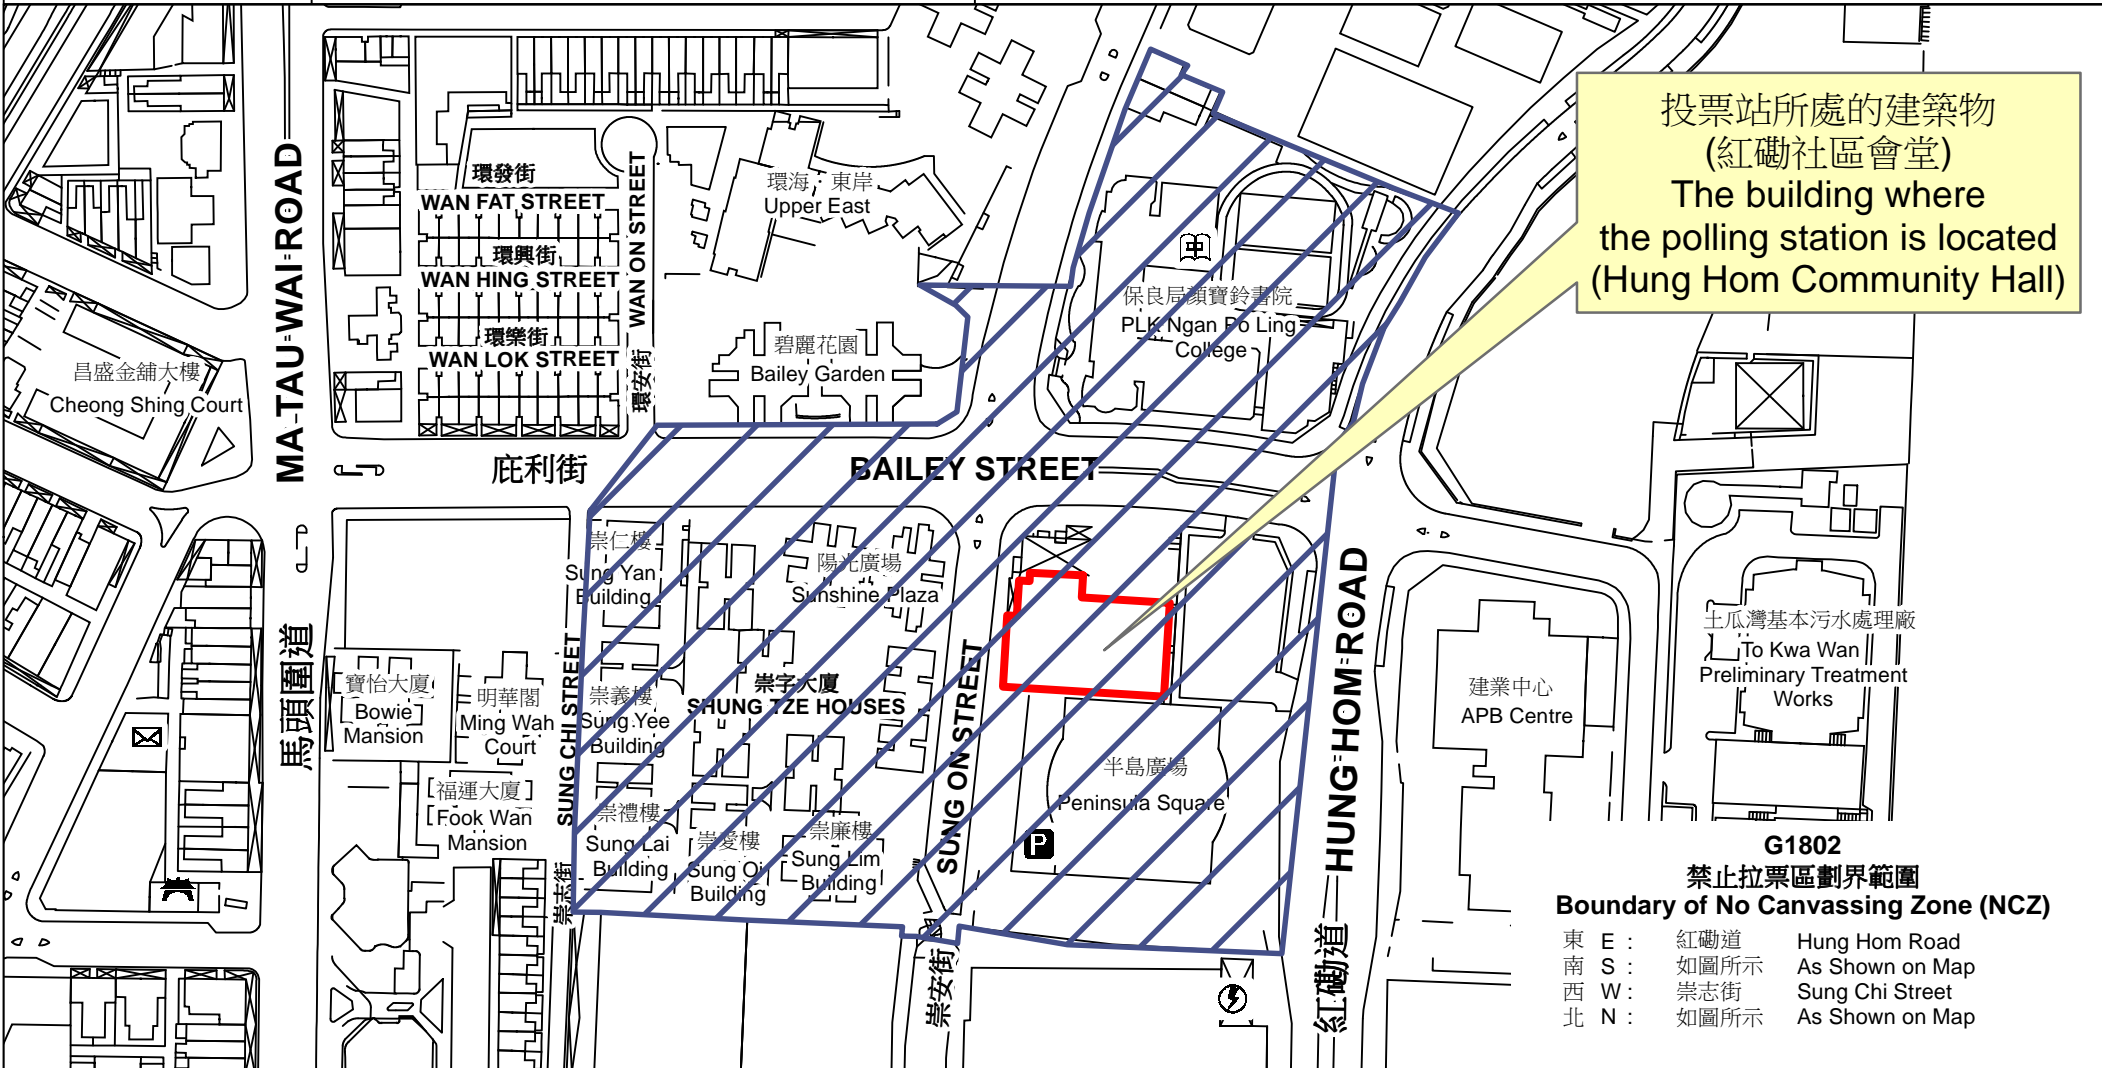 投票站所處的建築物
(紅磡社區會堂)
The building where
the polling station is located
(Hung Hom Community Hall)
MA TAU WAI ROAD
馬頭圍道
環發街
WAN FAT STREET
環興街
WAN HING STREET
環樂街
WAN LOK STREET
WAN ON STREET
環安街
環海．東岸
Upper East
碧麗花園
Bailey Garden
保良局顏寶鈴書院
PLK Ngan Po Ling
College
昌盛金舖大樓
Cheong Shing Court
庇利街
BAILEY STREET
崇仁樓
Sung Yan
Building
陽光廣場
Sunshine Plaza
寶怡大廈
Bowie
Mansion
明華閣
Ming Wah
Court
SUNG CHI STREET
崇志街
崇義樓
Sung Yee
Building
崇字大廈
SHUNG TZE HOUSES
SUNG ON STREET
崇安街
福運大廈
Fook Wan
Mansion
崇禮樓
Sung Lai
Building
崇愛樓
Sung Oi
Building
崇廉樓
Sung Lim
Building
半島廣場
Peninsula Square
P
HUNG HOM ROAD
紅磡道
建業中心
APB Centre
土瓜灣基本污水處理廠
To Kwa Wan
Preliminary Treatment
Works
G1802
禁止拉票區劃界範圍
Boundary of No Canvassing Zone (NCZ)
東 E : 紅磡道 Hung Hom Road
南 S : 如圖所示 As Shown on Map
西 W : 崇志街 Sung Chi Street
北 N : 如圖所示 As Shown on Map